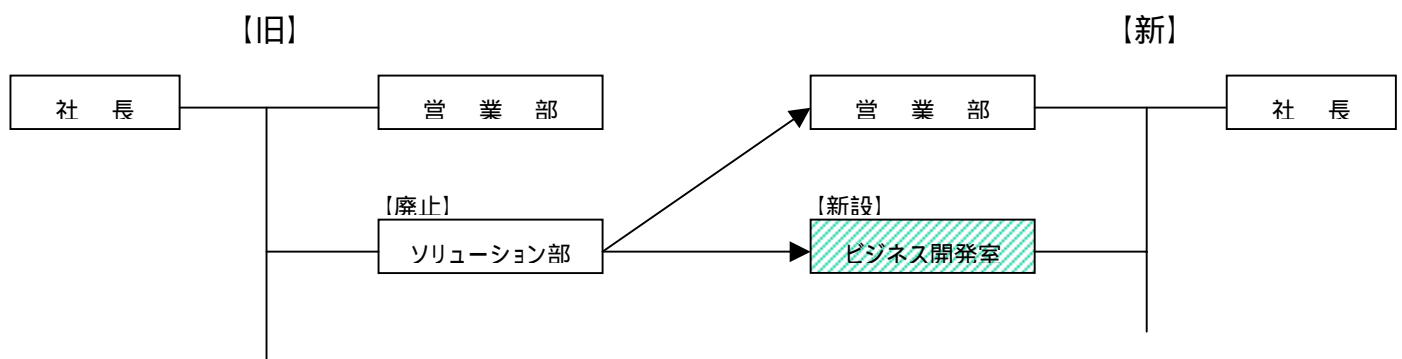 【旧】
【新】
社　長
営　業　部
営　業　部
社　長
【廃止】
【新設】
ソリューション部
ビジネス開発室